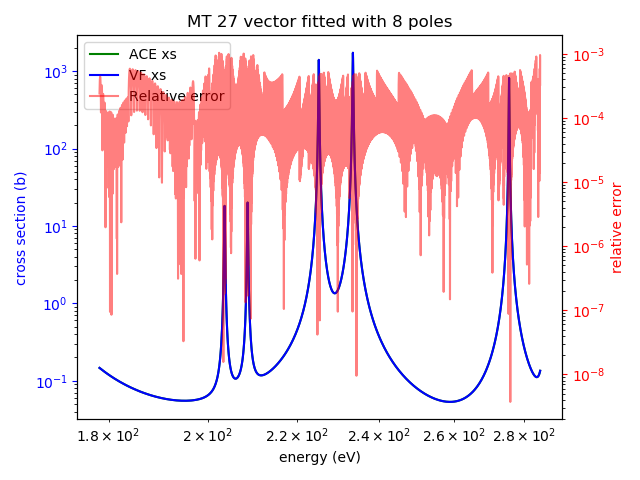 MT 27 vector fitted with 8 poles
ACE xs
VF xs
Relative error
cross section (b)
10³
10²
10¹
10⁰
10⁻¹
10⁻³
10⁻⁴
10⁻⁵
10⁻⁶
10⁻⁷
10⁻⁸
relative error
1.8 × 10² 2 × 10² 2.2 × 10² 2.4 × 10² 2.6 × 10² 2.8 × 10²
energy (eV)